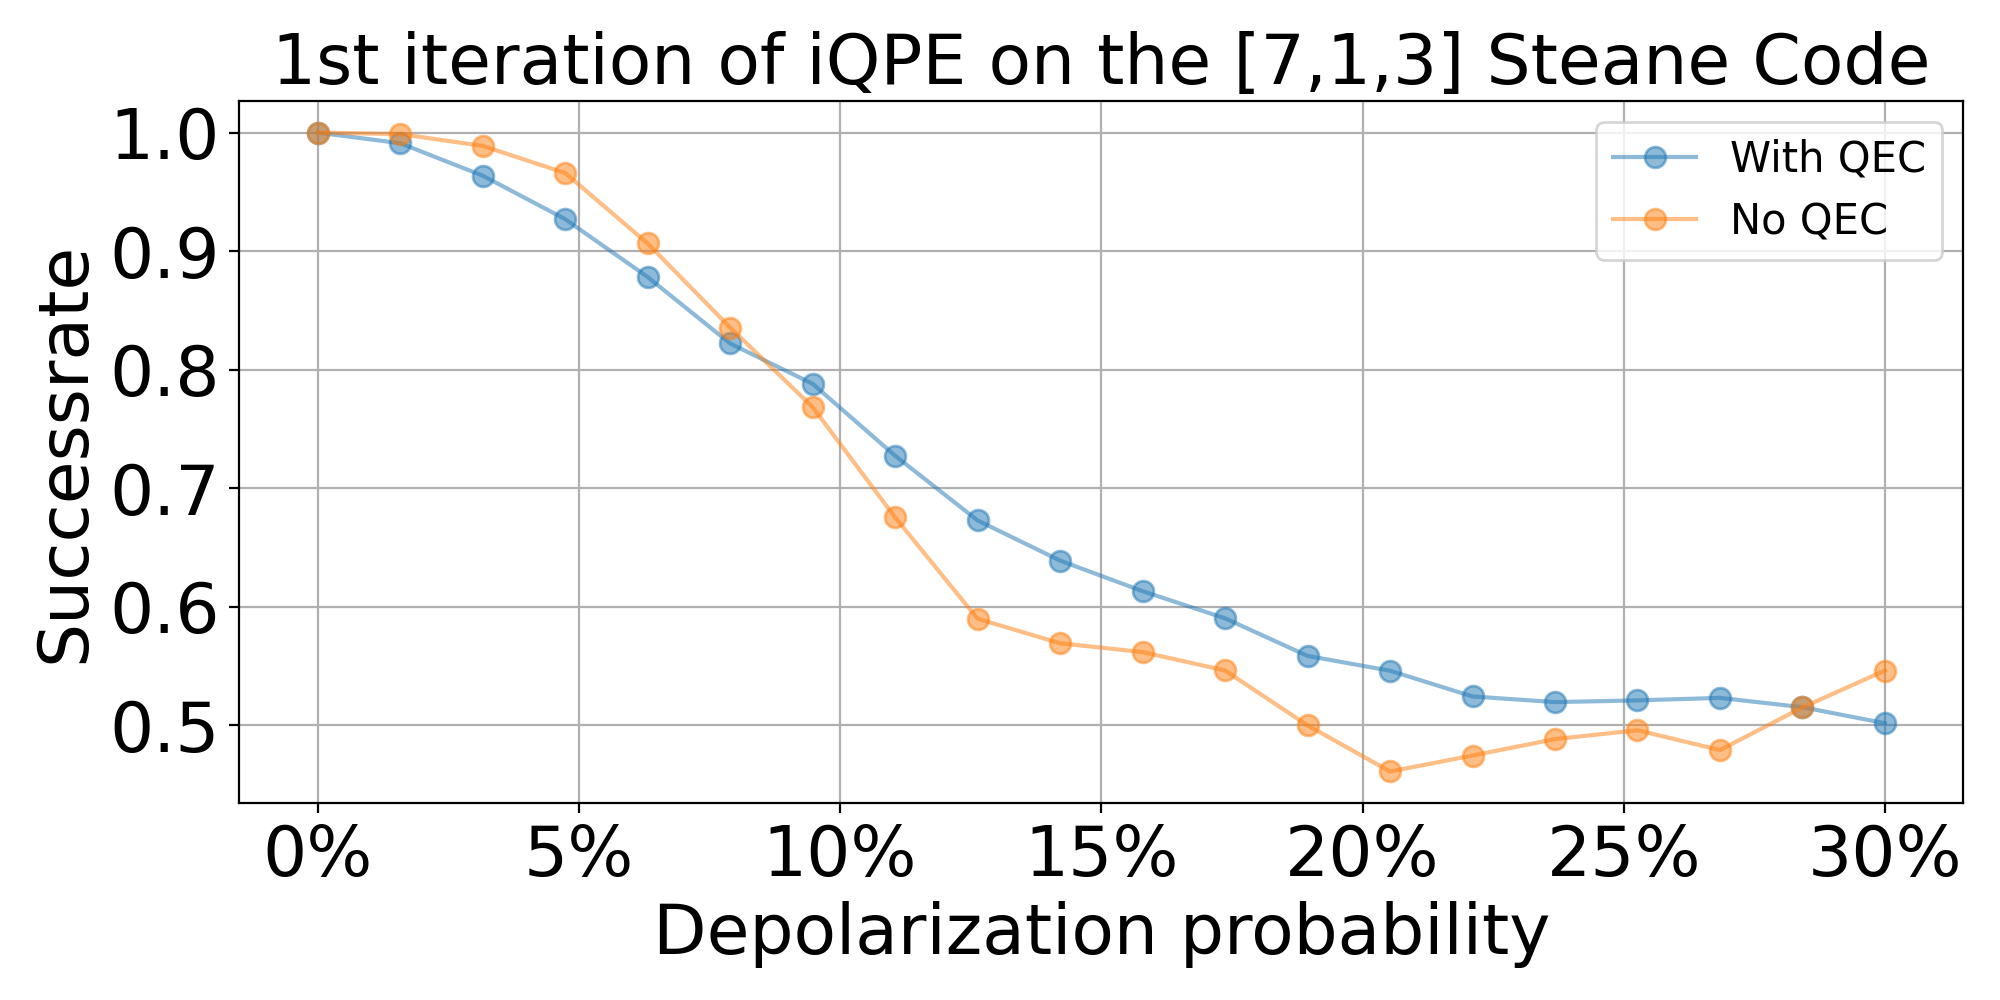 1st iteration of iQPE on the [7,1,3] Steane Code
1.0
0.9
0.8
0.7
0.6
0.5
Successrate
With QEC
No QEC
0%
5%
10%
15%
20%
25%
30%
Depolarization probability